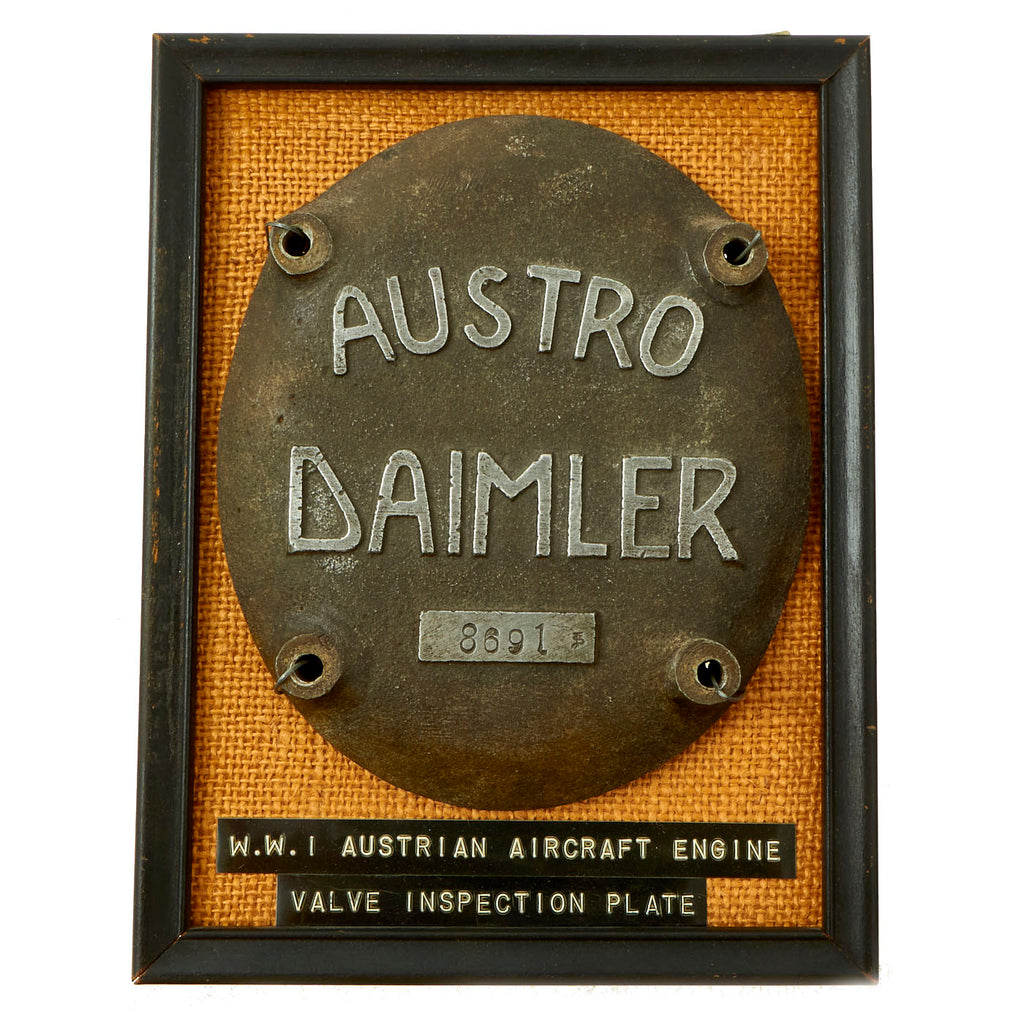 AUSTRO
DAIMLER
8691
W.W.I AUSTRIAN AIRCRAFT ENGINE
VALVE INSPECTION PLATE